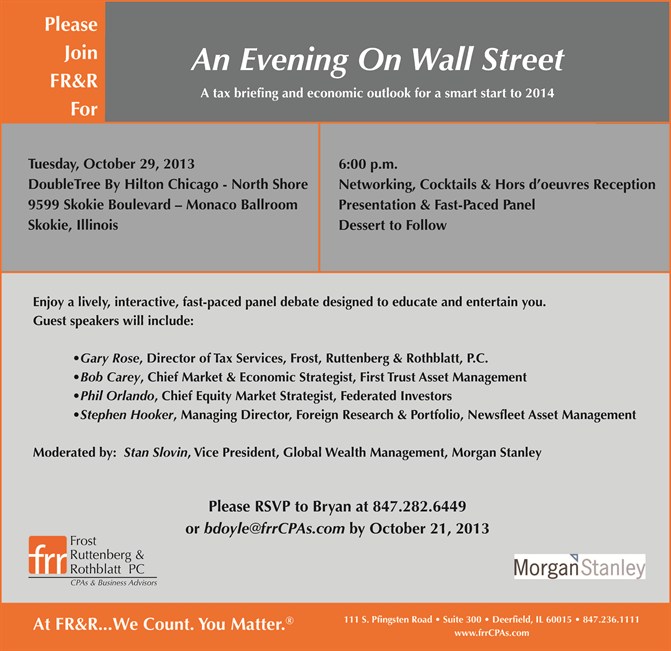 Please
Join
FR&R
For
An Evening On Wall Street
A tax briefing and economic outlook for a smart start to 2014
Tuesday, October 29, 2013
DoubleTree By Hilton Chicago - North Shore
9599 Skokie Boulevard – Monaco Ballroom
Skokie, Illinois
6:00 p.m.
Networking, Cocktails & Hors d’oeuvres Reception
Presentation & Fast-Paced Panel
Dessert to Follow
Enjoy a lively, interactive, fast-paced panel debate designed to educate and entertain you.
Guest speakers will include:
•Gary Rose, Director of Tax Services, Frost, Ruttenberg & Rothblatt, P.C.
•Bob Carey, Chief Market & Economic Strategist, First Trust Asset Management
•Phil Orlando, Chief Equity Market Strategist, Federated Investors
•Stephen Hooker, Managing Director, Foreign Research & Portfolio, Newsfleet Asset Management
Moderated by: Stan Slovin, Vice President, Global Wealth Management, Morgan Stanley
Please RSVP to Bryan at 847.282.6449
or bdoyle@frrCPAs.com by October 21, 2013
frr
Frost
Ruttenberg &
Rothblatt PC
CPAs & Business Advisors
Morgan Stanley
At FR&R...We Count. You Matter.®
111 S. Pfingsten Road • Suite 300 • Deerfield, IL 60015 • 847.236.1111
www.frrCPAs.com